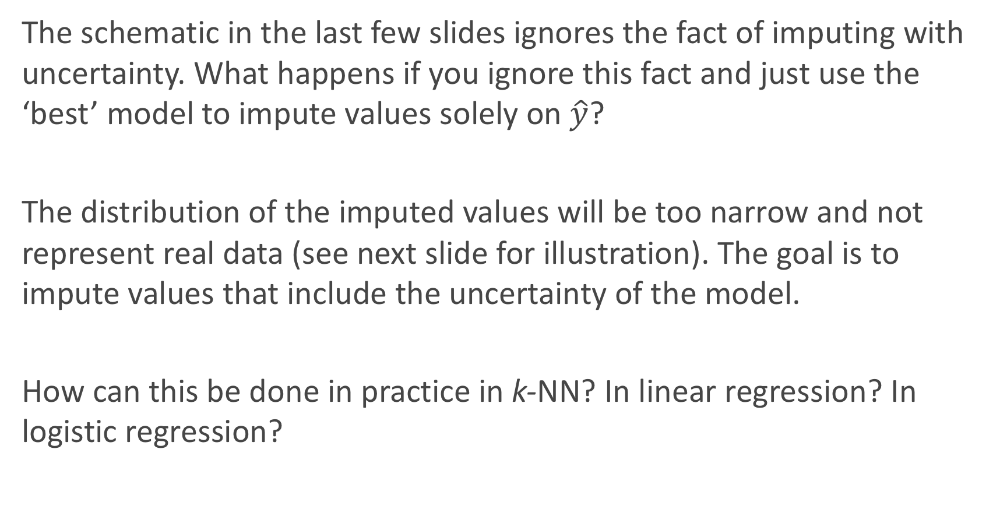 The schematic in the last few slides ignores the fact of imputing with
uncertainty. What happens if you ignore this fact and just use the
‘best’ model to impute values solely on ŷ?
The distribution of the imputed values will be too narrow and not
represent real data (see next slide for illustration). The goal is to
impute values that include the uncertainty of the model.
How can this be done in practice in k-NN? In linear regression? In
logistic regression?